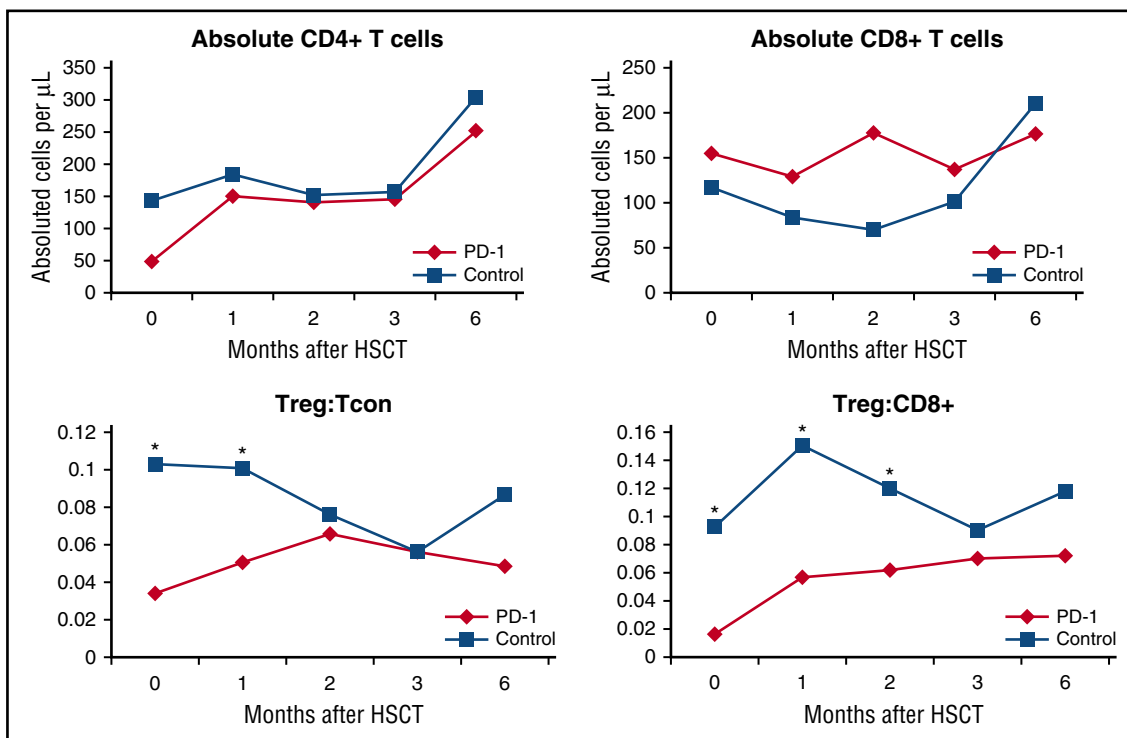 Absolute CD4+ T cells
Absoluted cells per µL
350
300
250
200
150
100
50
0
PD-1
Control
0 1 2 3 6
Months after HSCT
Absolute CD8+ T cells
Absoluted cells per µL
250
200
150
100
50
0
PD-1
Control
0 1 2 3 6
Months after HSCT
Treg:Tcon
0.12
0.1
0.08
0.06
0.04
0.02
0
* *
PD-1
Control
0 1 2 3 6
Months after HSCT
Treg:CD8+
0.16
0.14
0.12
0.1
0.08
0.06
0.04
0.02
0
* * *
PD-1
Control
0 1 2 3 6
Months after HSCT